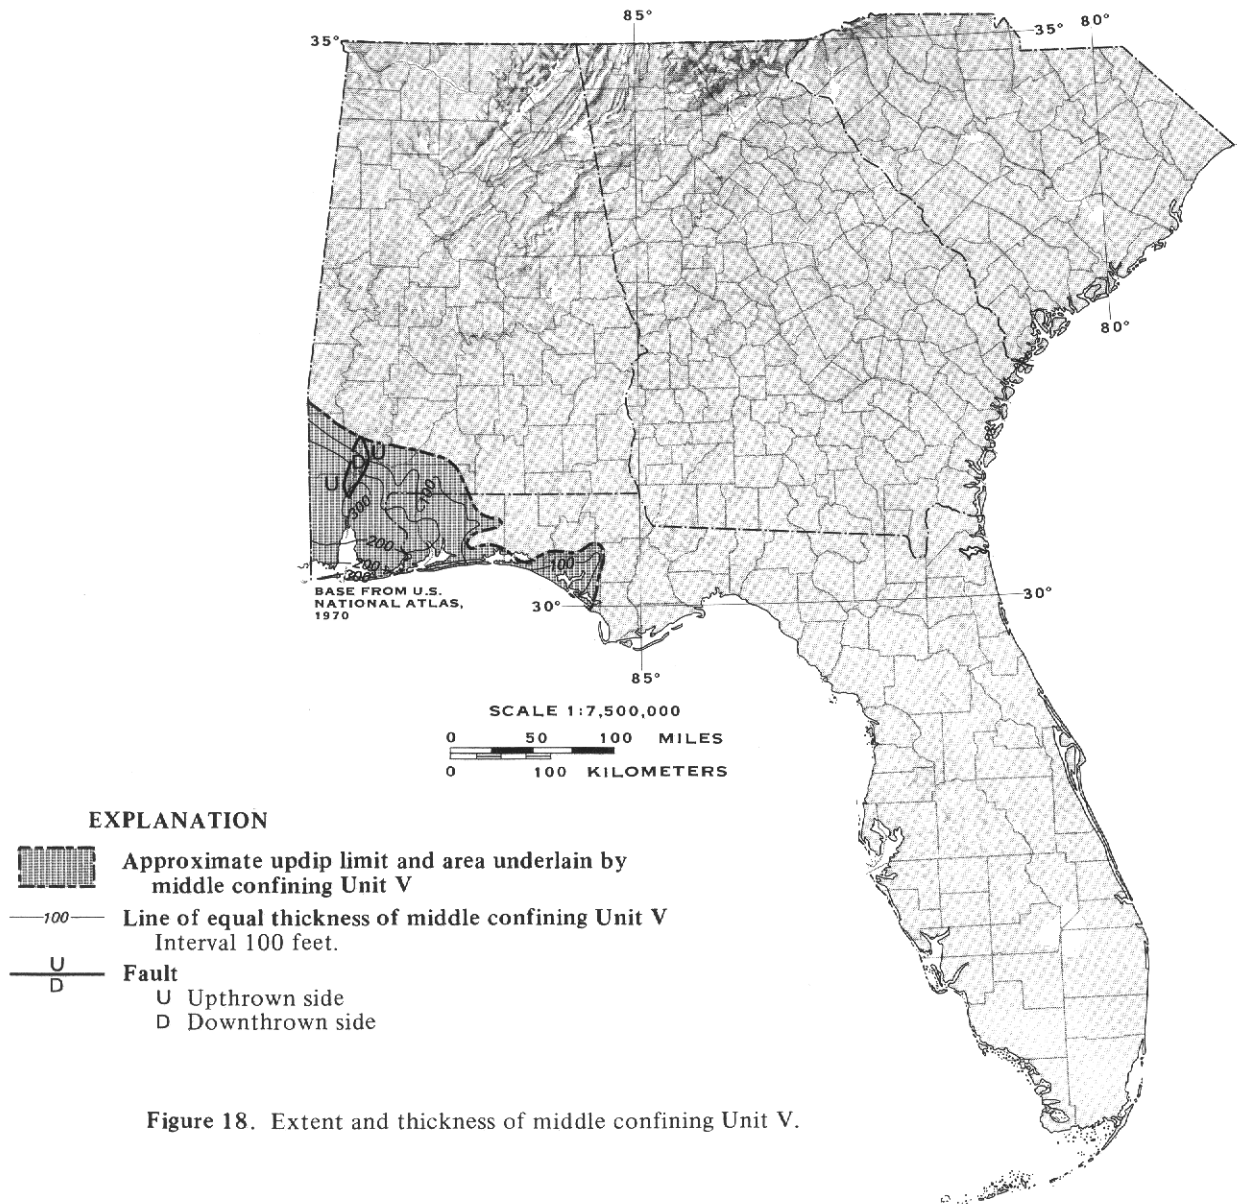 85°
35°
35°
80°
80°
U
D
U
100
300
200
200
300
100
BASE FROM U.S.
NATIONAL ATLAS,
1970
30°
30°
85°
SCALE 1:7,500,000
0 50 100 MILES
0 100 KILOMETERS
EXPLANATION
Approximate updip limit and area underlain by
middle confining Unit V
100
Line of equal thickness of middle confining Unit V
Interval 100 feet.
U
D
Fault
U Upthrown side
D Downthrown side
Figure 18. Extent and thickness of middle confining Unit V.